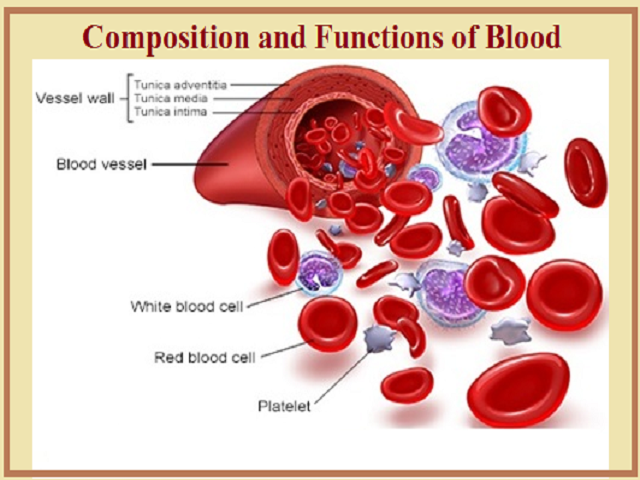 Composition and Functions of Blood
Tunica adventitia
Vessel wall
Tunica media
Tunica intima
Blood vessel
White blood cell
Red blood cell
Platelet